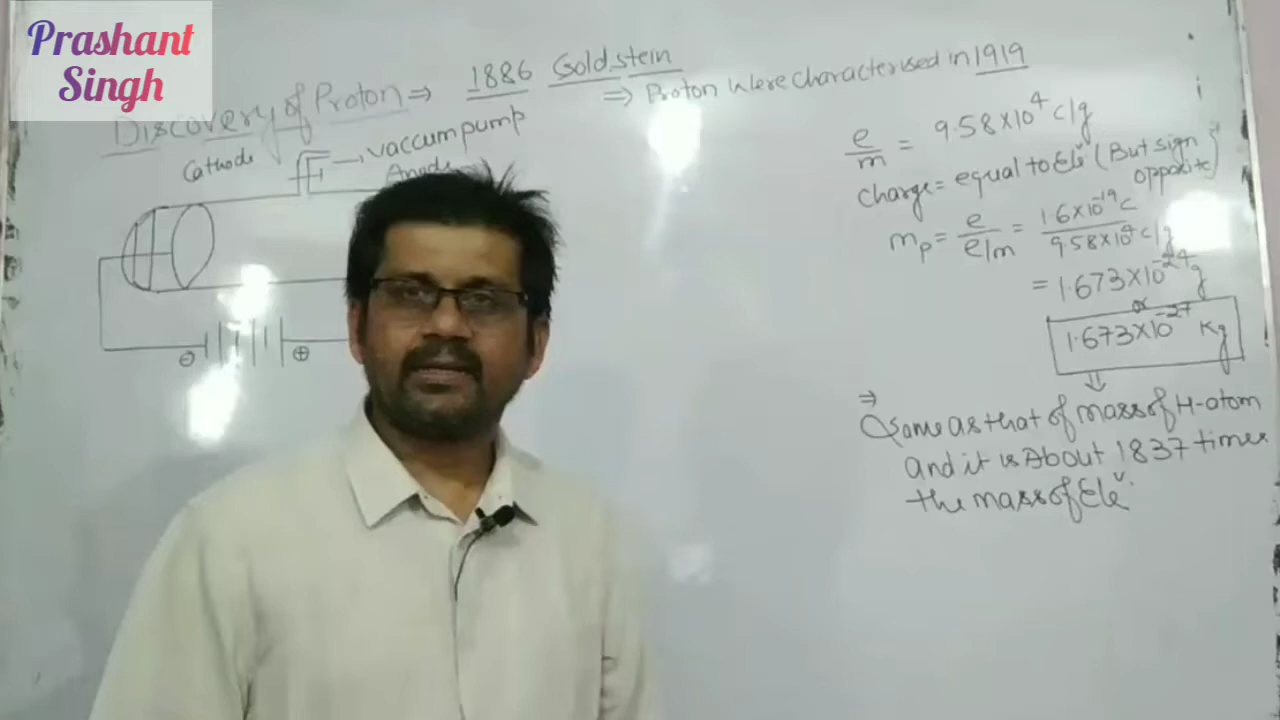 Prashant
Singh
Discovery of Proton ⇒ 1886 Goldstein
⇒ Proton Were characterised in 1919
Cathode
→ vaccum pump
Anode
⊖
⊕
e/m = 9.58×10⁴ c/g
charge = equal to Ele (But sign
opposite)
mp = e / e/m = 1.6×10⁻¹⁹ C / 9.58×10⁴ c/g
= 1.673×10⁻²⁴ g
or
1.673×10⁻²⁷ Kg
⇓
⇒
Same as that of mass of H-atom
and it is About 1837 times
the mass of Ele